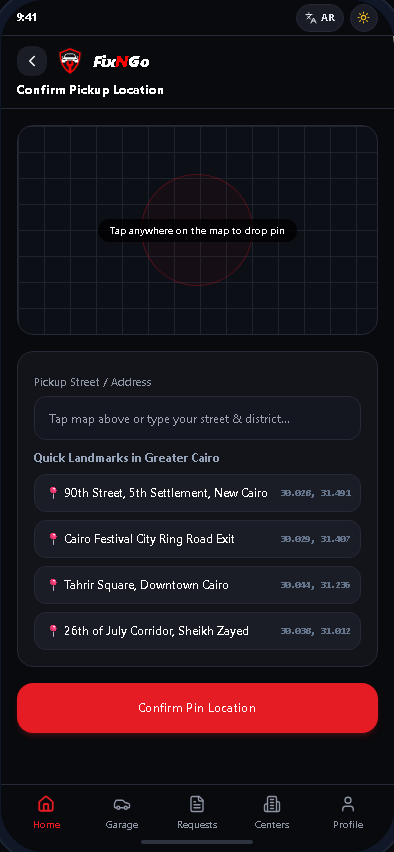 9:41
AR
FixNGo
Confirm Pickup Location
Tap anywhere on the map to drop pin
Pickup Street / Address
Tap map above or type your street & district...
Quick Landmarks in Greater Cairo
90th Street, 5th Settlement, New Cairo 30.028, 31.491
Cairo Festival City Ring Road Exit 30.029, 31.407
Tahrir Square, Downtown Cairo 30.044, 31.236
26th of July Corridor, Sheikh Zayed 30.038, 31.012
Confirm Pin Location
Home Garage Requests Centers Profile